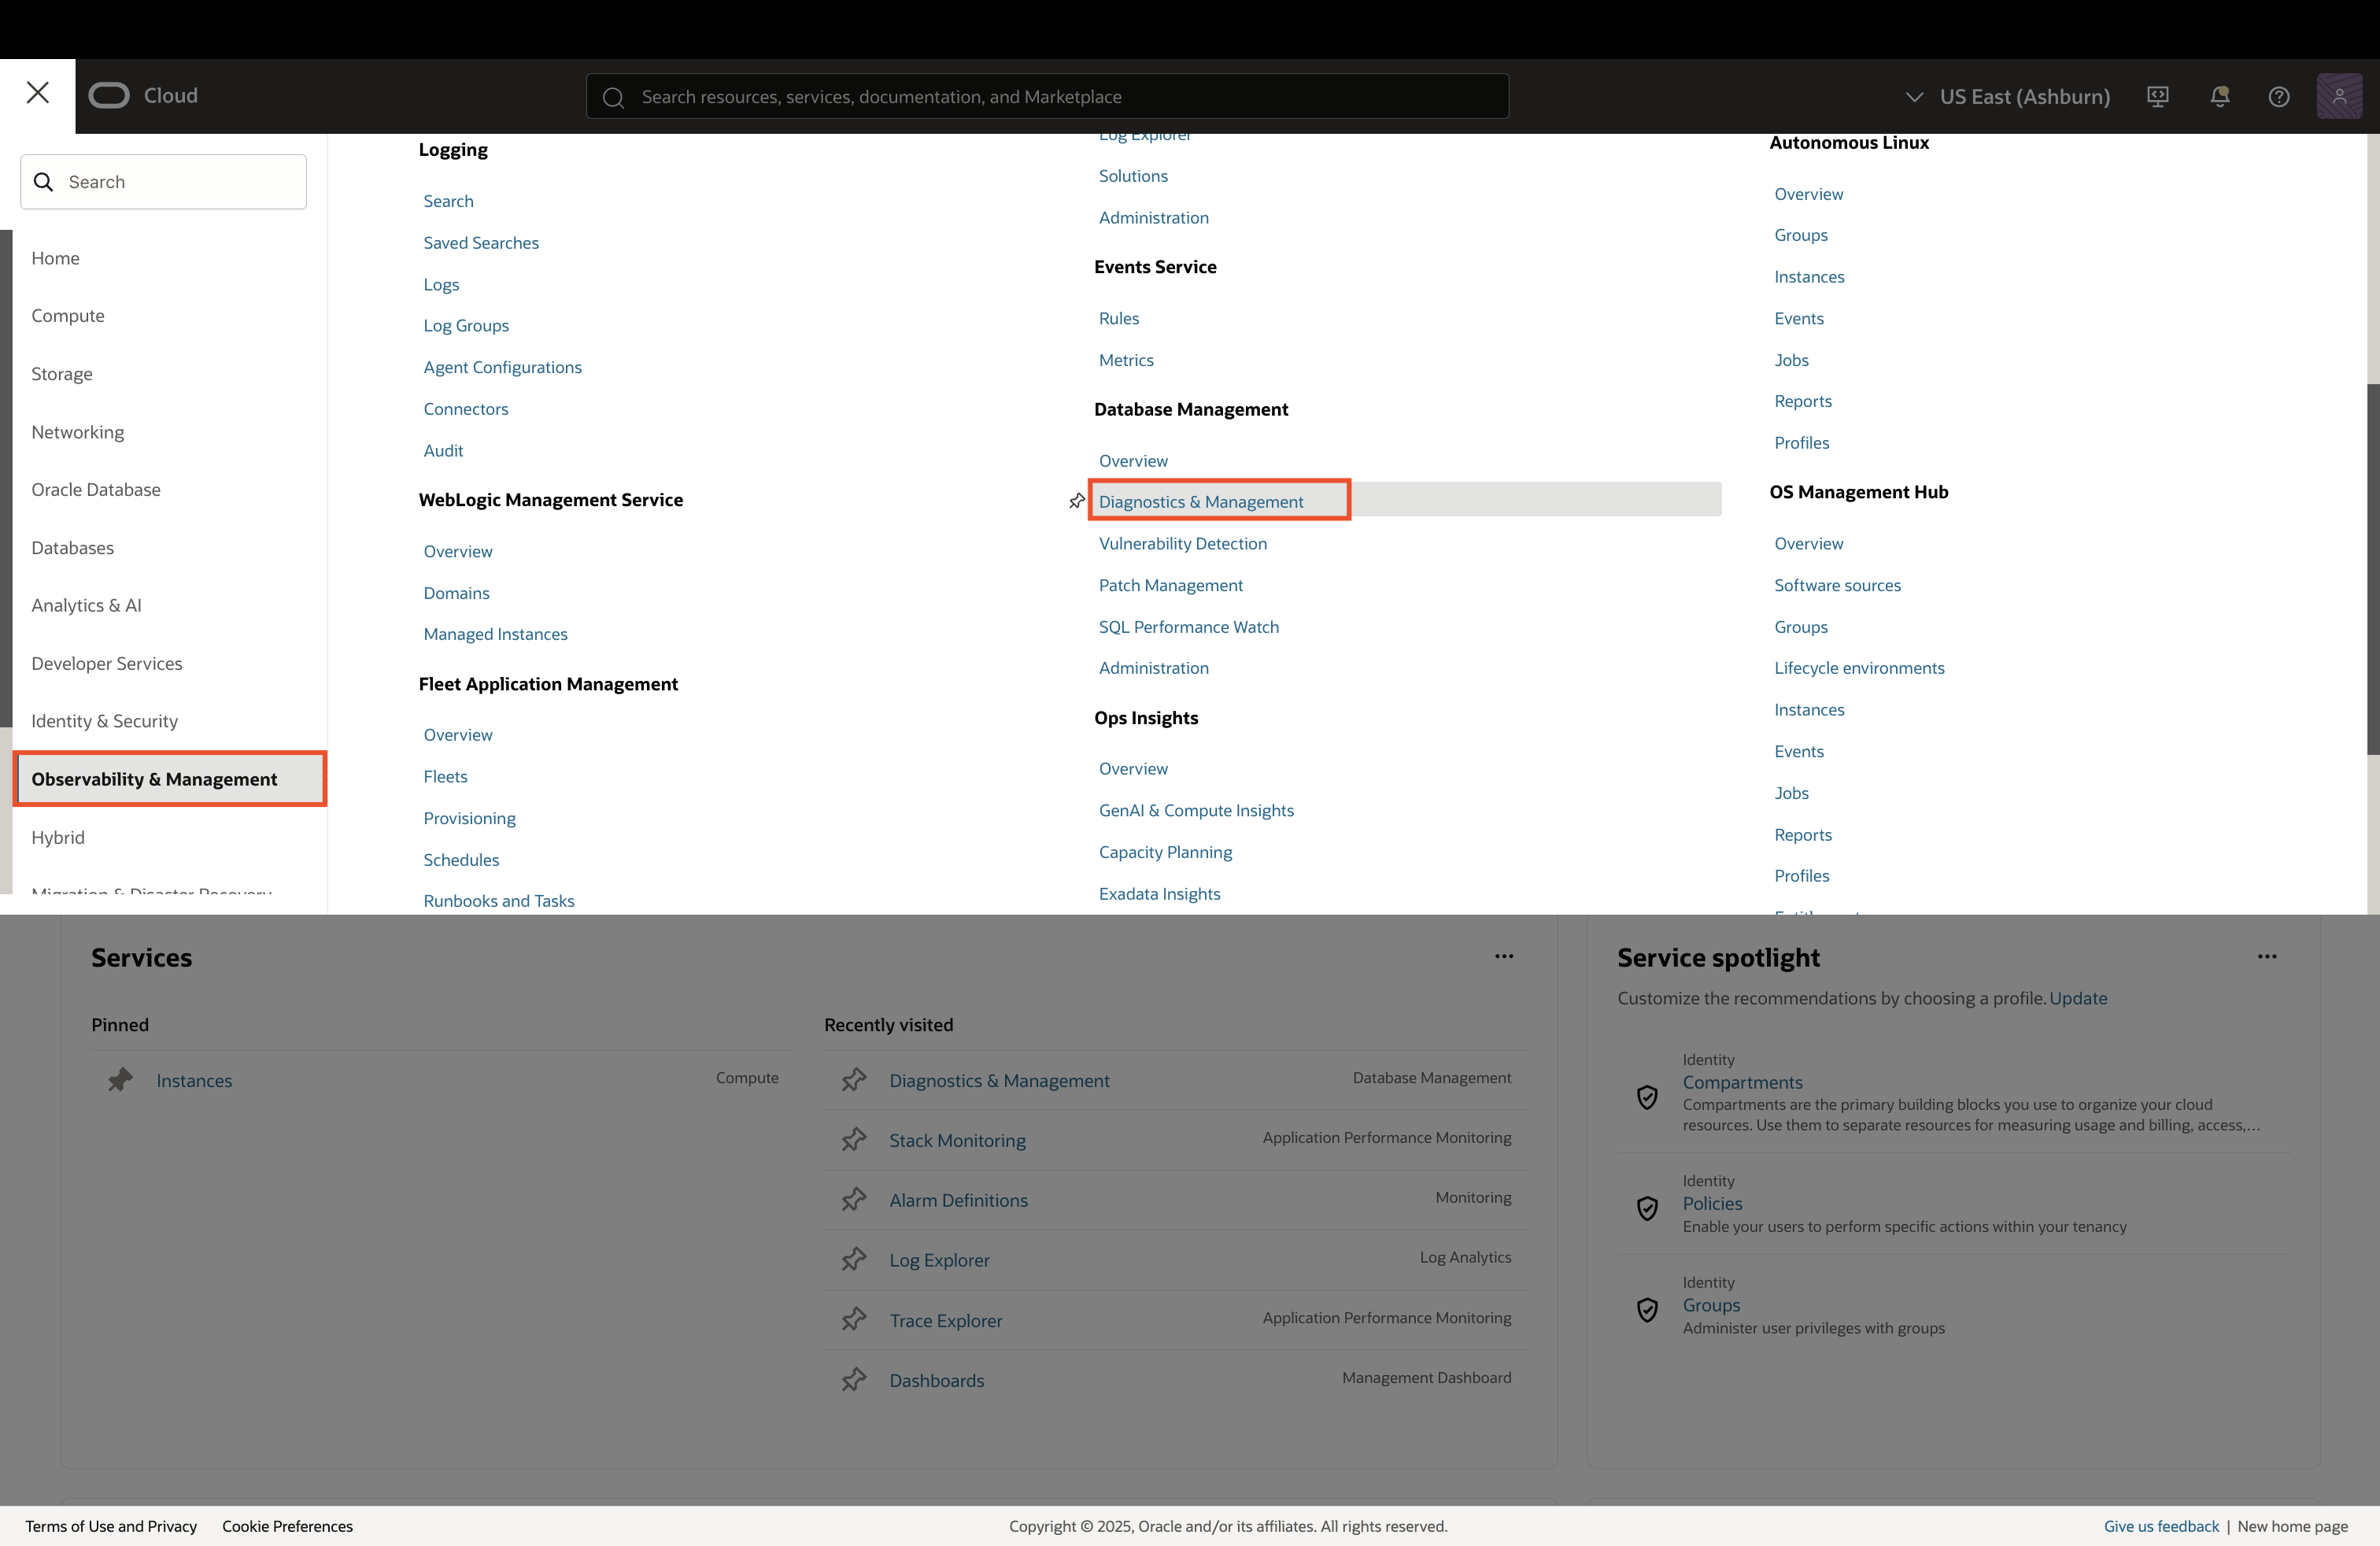 Cloud
Search resources, services, documentation, and Marketplace
US East (Ashburn)
Search
Home
Compute
Storage
Networking
Oracle Database
Databases
Analytics & AI
Developer Services
Identity & Security
Observability & Management
Hybrid
Migration & Disaster Recovery
Logging
Search
Saved Searches
Logs
Log Groups
Agent Configurations
Connectors
Audit
WebLogic Management Service
Overview
Domains
Managed Instances
Fleet Application Management
Overview
Fleets
Provisioning
Schedules
Runbooks and Tasks
Log Explorer
Solutions
Administration
Events Service
Rules
Metrics
Database Management
Overview
Diagnostics & Management
Vulnerability Detection
Patch Management
SQL Performance Watch
Administration
Ops Insights
Overview
GenAI & Compute Insights
Capacity Planning
Exadata Insights
Autonomous Linux
Overview
Groups
Instances
Events
Jobs
Reports
Profiles
OS Management Hub
Overview
Software sources
Groups
Lifecycle environments
Instances
Events
Jobs
Reports
Profiles
Services
Pinned
Instances Compute
Recently visited
Diagnostics & Management Database Management
Stack Monitoring Application Performance Monitoring
Alarm Definitions Monitoring
Log Explorer Log Analytics
Trace Explorer Application Performance Monitoring
Dashboards Management Dashboard
Service spotlight
Customize the recommendations by choosing a profile. Update
Identity
Compartments
Compartments are the primary building blocks you use to organize your cloud
resources. Use them to separate resources for measuring usage and billing, access,...
Identity
Policies
Enable your users to perform specific actions within your tenancy
Identity
Groups
Administer user privileges with groups
Terms of Use and Privacy Cookie Preferences
Copyright © 2025, Oracle and/or its affiliates. All rights reserved.
Give us feedback | New home page